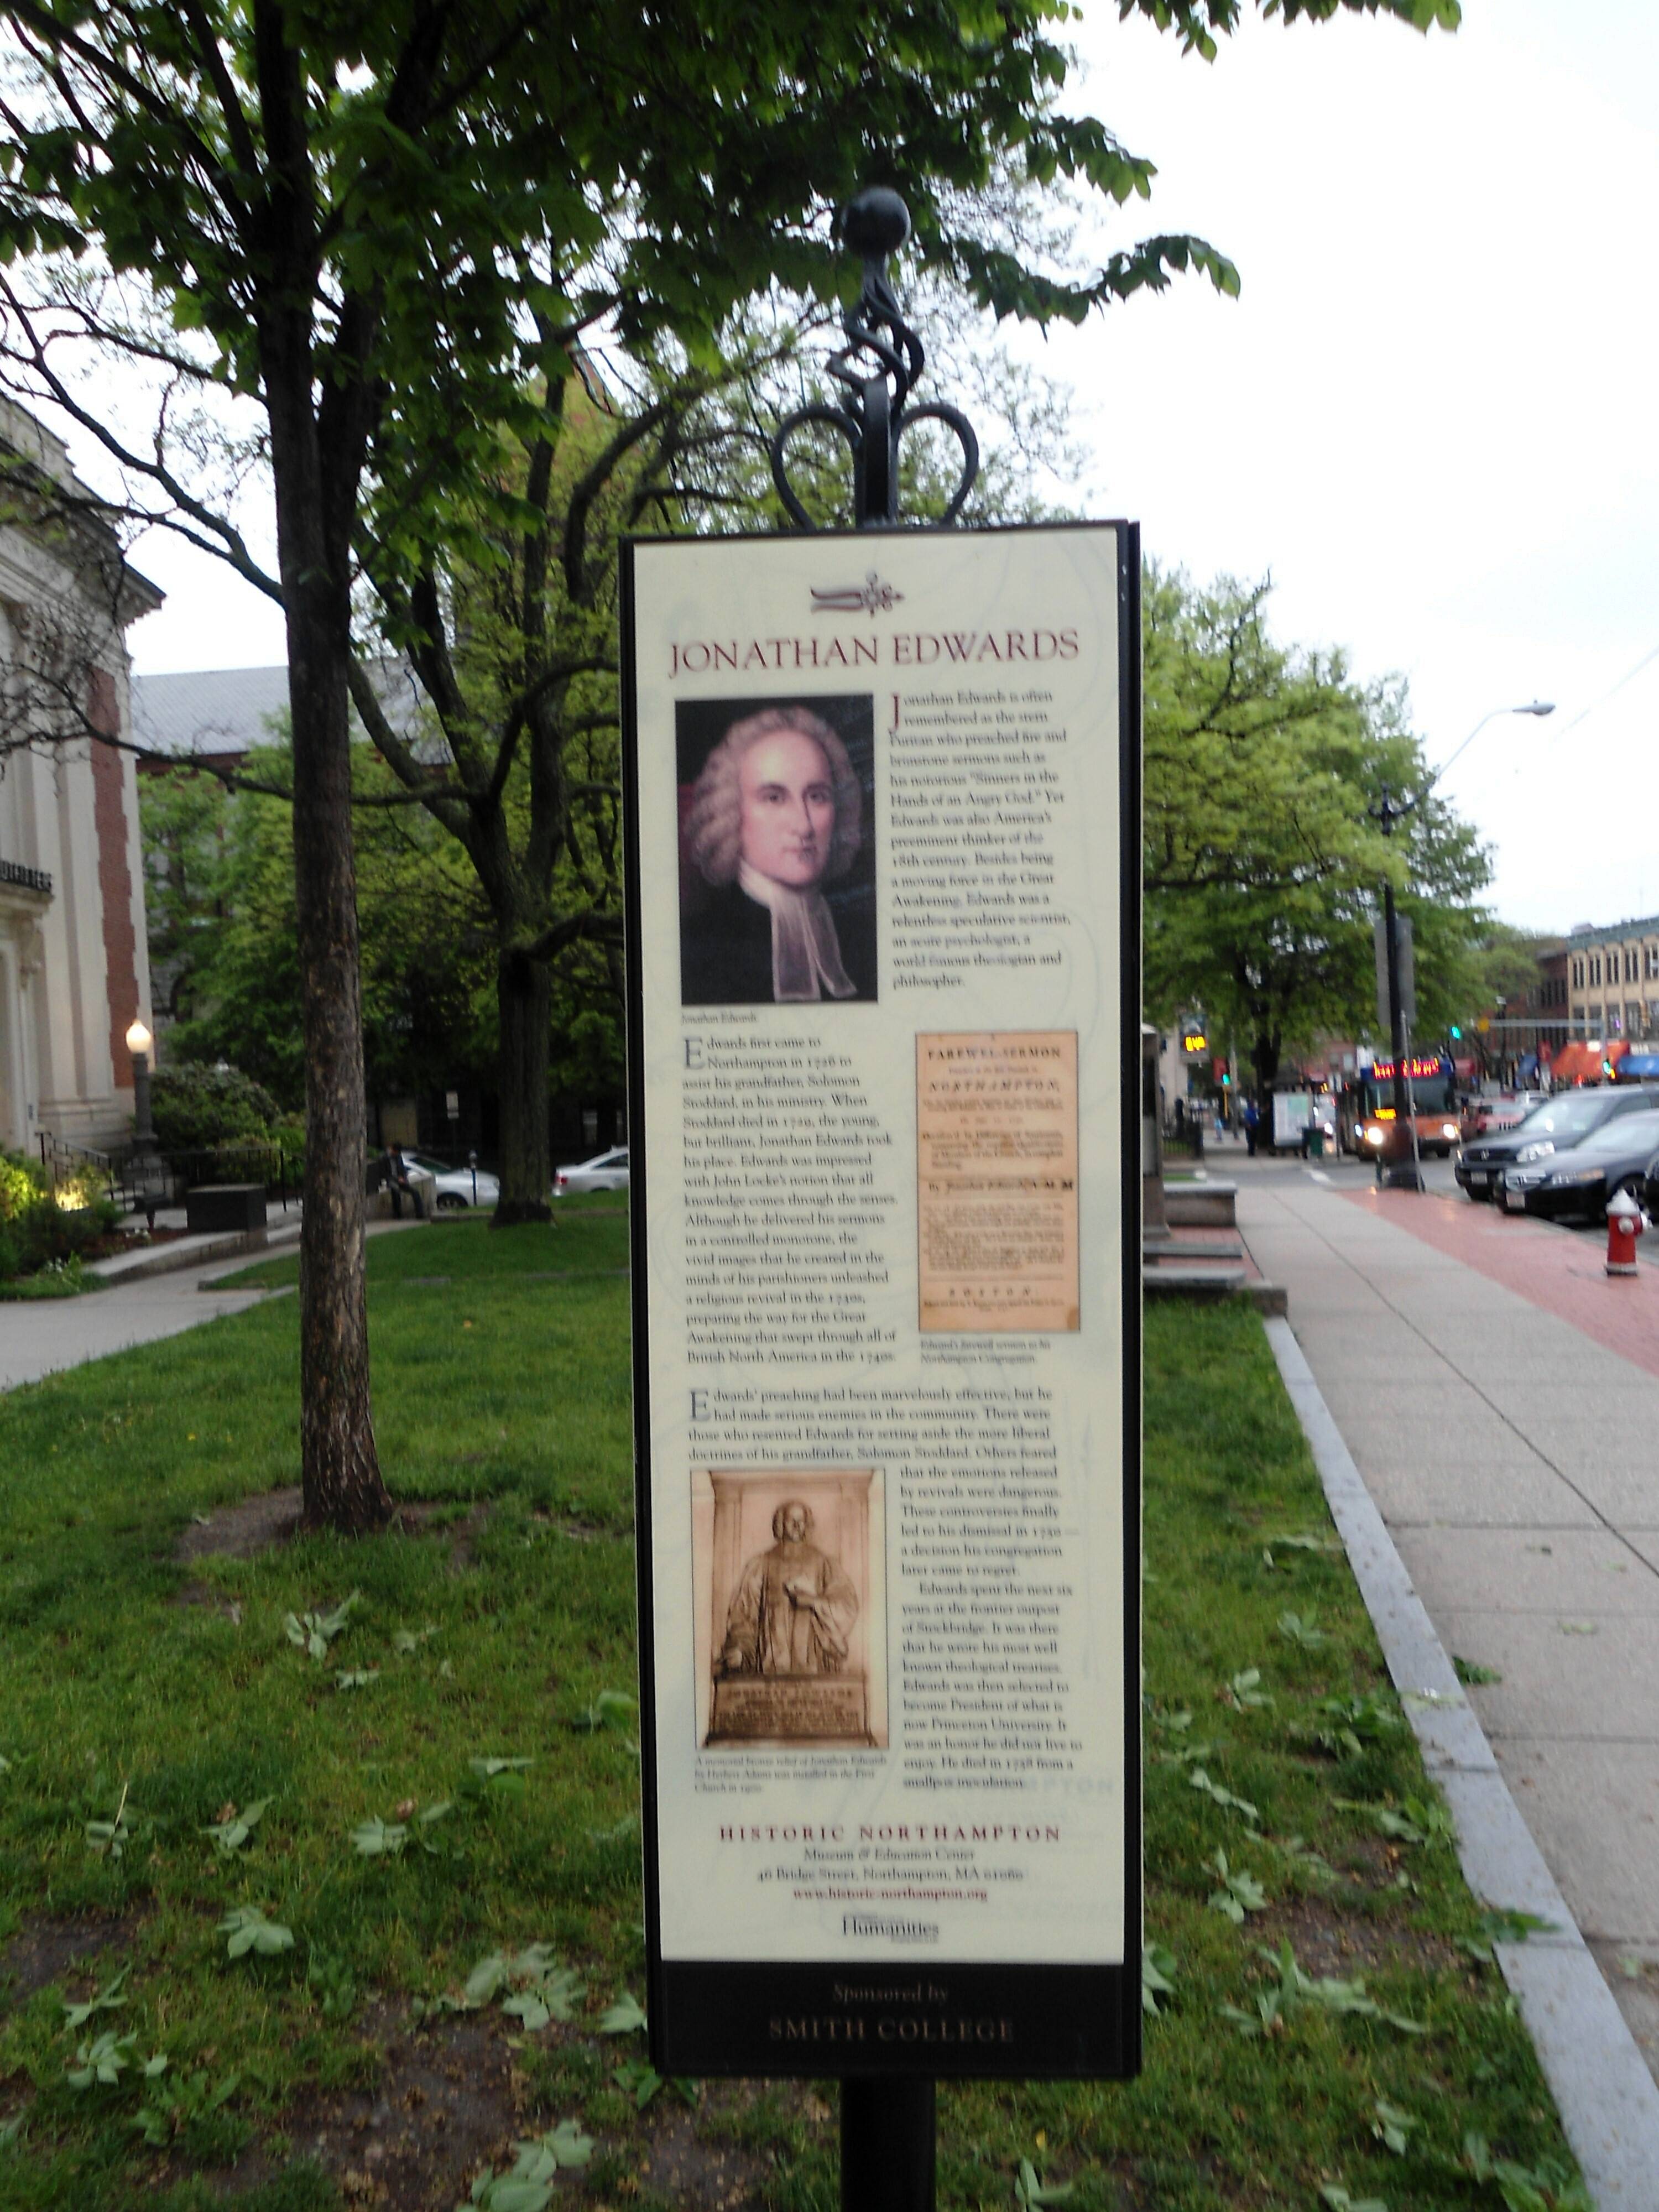 JONATHAN EDWARDS
Jonathan Edwards is often
remembered as the stern
Puritan who preached fire and
brimstone sermons such as
his notorious "Sinners in the
Hands of an Angry God." Yet
Edwards was also America's
preeminent thinker of the
18th century. Besides being
a moving force in the Great
Awakening, Edwards was a
relentless speculative scientist,
an acute psychologist, a
world famous theologian and
philosopher.
Jonathan Edwards
Edwards first came to
Northampton in 1726 to
assist his grandfather, Solomon
Stoddard, in his ministry. When
Stoddard died in 1729, the young,
but brilliant, Jonathan Edwards took
his place. Edwards was impressed
with John Locke's notion that all
knowledge comes through the senses.
Although he delivered his sermons
in a controlled monotone, the
vivid images that he created in the
minds of his parishioners unleashed
a religious revival in the 1730s,
preparing the way for the Great
Awakening that swept through all of
British North America in the 1740s.
FAREWEL-SERMON
NORTHAMPTON,
BOSTON:
Edward's farewell sermon to his
Northampton Congregation.
Edwards' preaching had been marvelously effective, but he
had made serious enemies in the community. There were
those who resented Edwards for setting aside the more liberal
doctrines of his grandfather, Solomon Stoddard. Others feared
that the emotions released
by revivals were dangerous.
These controversies finally
led to his dismissal in 1750 —
a decision his congregation
later came to regret.
Edwards spent the next six
years at the frontier outpost
of Stockbridge. It was there
that he wrote his most well
known theological treatises.
Edwards was then selected to
become President of what is
now Princeton University. It
was an honor he did not live to
enjoy. He died in 1758 from a
smallpox inoculation.
A memorial bronze relief of Jonathan Edwards
by Herbert Adams was installed in the First
Church in 1900.
HISTORIC NORTHAMPTON
Museum & Education Center
46 Bridge Street, Northampton, MA 01060
www.historic-northampton.org
Humanities
Sponsored by
SMITH COLLEGE